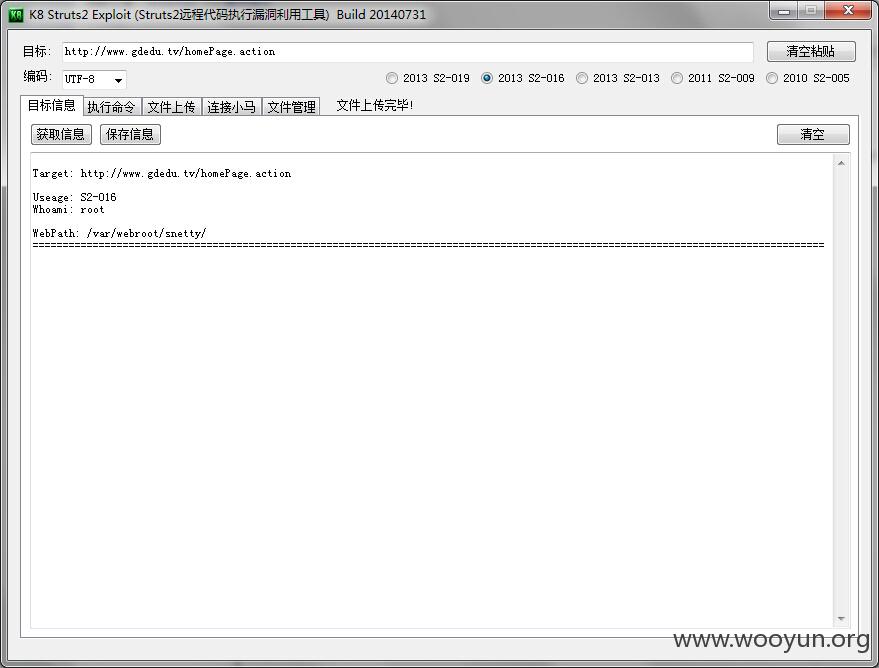 K8 Struts2 Exploit (Struts2远程代码执行漏洞利用工具) Build 20140731
目标: http://www.gdedu.tv/homePage.action 清空粘贴
编码: UTF-8 2013 S2-019 2013 S2-016 2013 S2-013 2011 S2-009 2010 S2-005
目标信息 执行命令 文件上传 连接小马 文件管理 文件上传完毕!
获取信息 保存信息 清空
Target: http://www.gdedu.tv/homePage.action
Useage: S2-016
Whoami: root
WebPath: /var/webroot/snetty/
====================================================================================================================================
www.wooyun.org